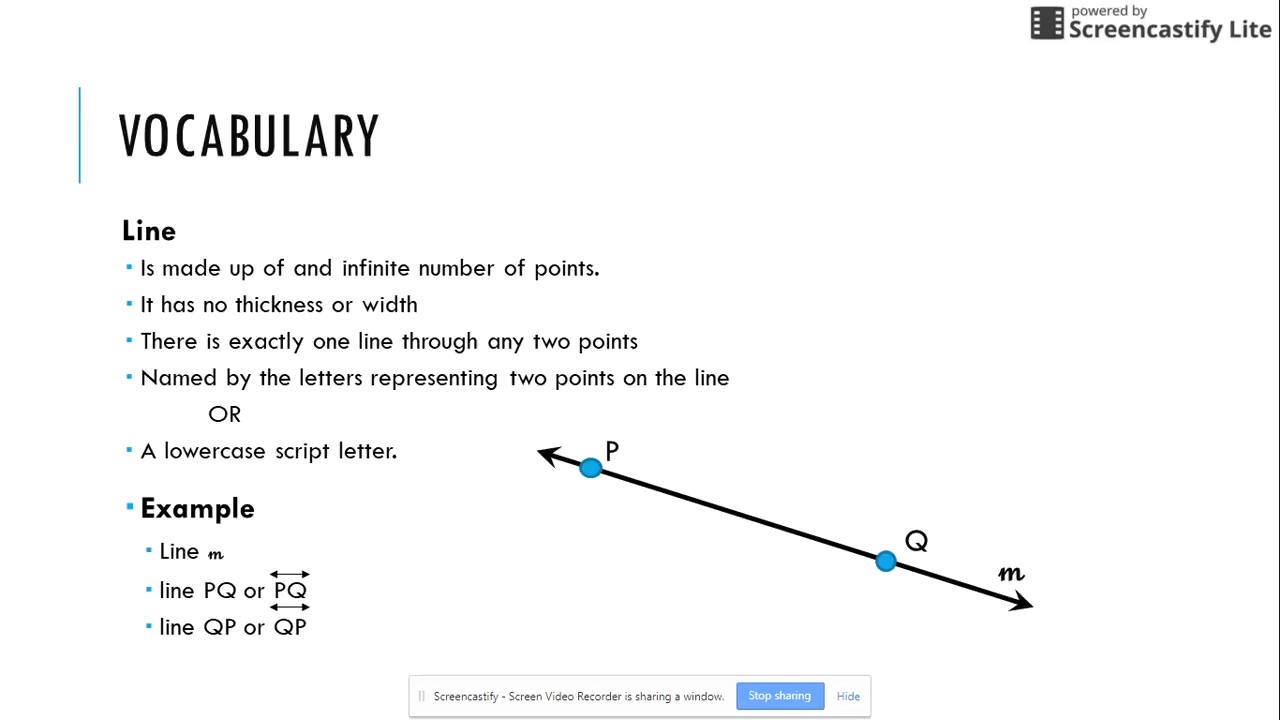 powered by
Screencastify Lite
VOCABULARY
Line
Is made up of and infinite number of points.
It has no thickness or width
There is exactly one line through any two points
Named by the letters representing two points on the line
OR
A lowercase script letter.
P
Example
Q
Line m
m
line PQ or PQ
line QP or QP
Screencastify - Screen Video Recorder is sharing a window. Stop sharing Hide